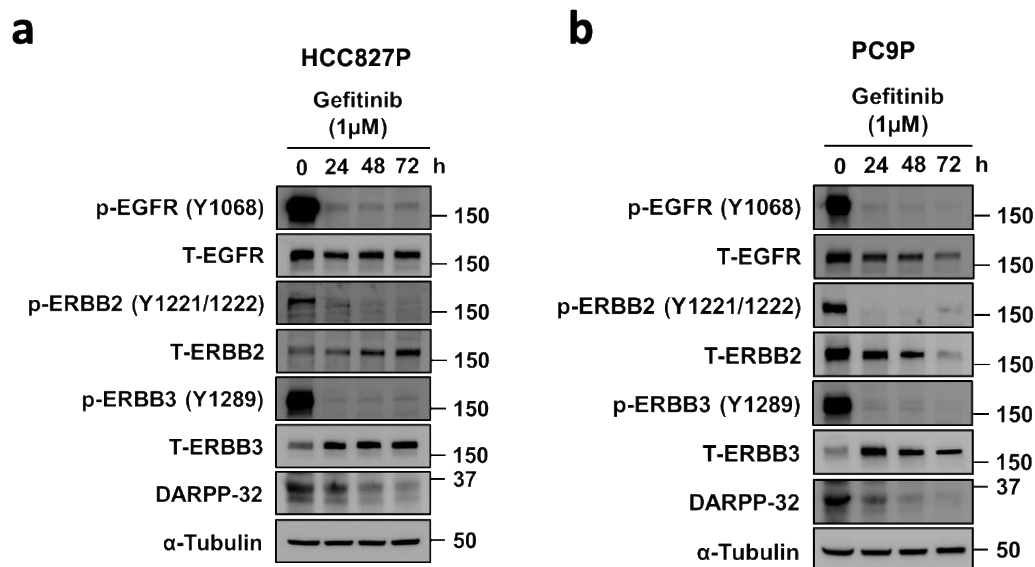 a
HCC827P
Gefitinib
(1µM)
0 24 48 72 h
p-EGFR (Y1068)
150
T-EGFR
150
p-ERBB2 (Y1221/1222)
150
T-ERBB2
150
p-ERBB3 (Y1289)
150
T-ERBB3
150
DARPP-32
37
α-Tubulin
50
b
PC9P
Gefitinib
(1µM)
0 24 48 72 h
p-EGFR (Y1068)
150
T-EGFR
150
p-ERBB2 (Y1221/1222)
150
T-ERBB2
150
p-ERBB3 (Y1289)
150
T-ERBB3
150
DARPP-32
37
α-Tubulin
50